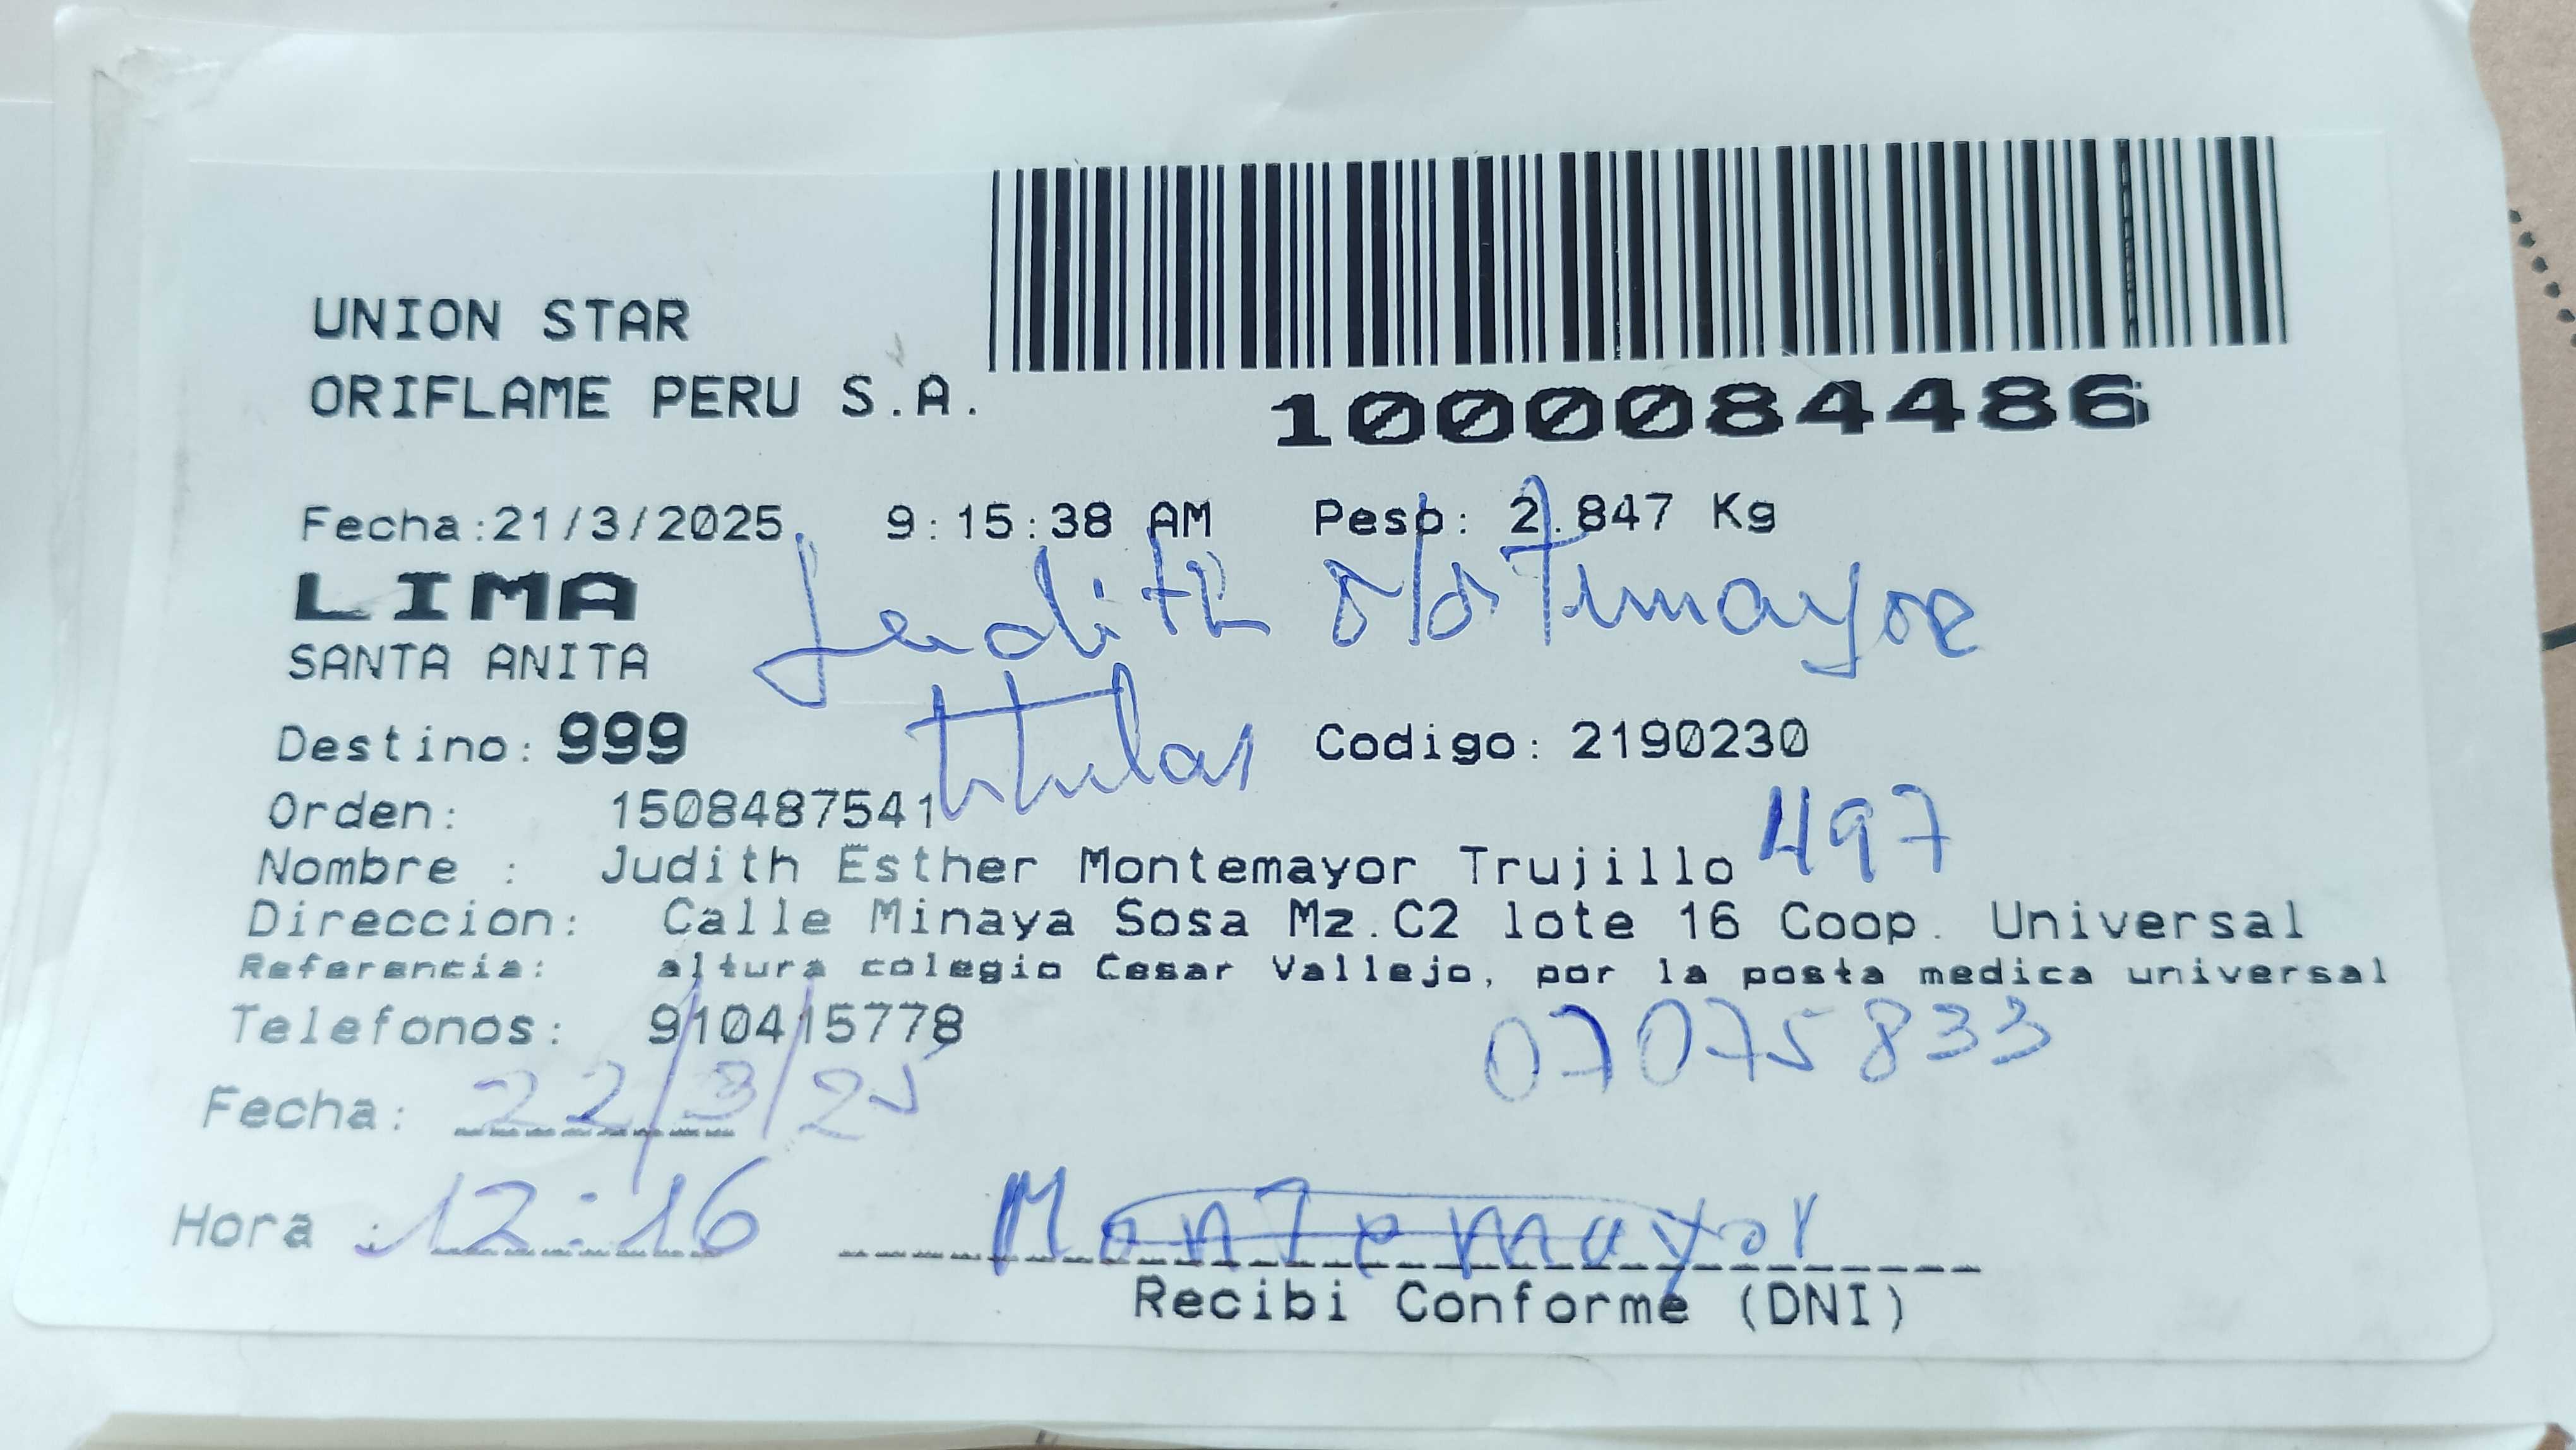 UNION STAR
ORIFLAME PERU S.A.
1000084486
Fecha:21/3/2025 9:15:38 AM Peso: 2.847 Kg
LIMA
Judith
SANTA ANITA
titular
Destino: 999 Codigo: 2190230
Orden: 1508487541
497
Nombre : Judith Esther Montemayor Trujillo
Direccion: Calle Minaya Sosa Mz.C2 lote 16 Coop. Universal
Referencia: altura colegio Cesar Vallejo, por la posta medica universal
Telefonos: 910415778
07075833
Fecha: 22/3/25
Hora : 12:16 Montemayor
Recibi Conforme (DNI)